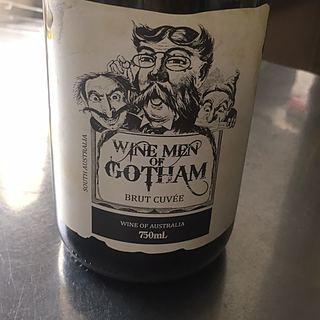 WINE MEN
OF
GOTHAM
BRUT CUVÉE
SOUTH AUSTRALIA
WINE OF AUSTRALIA
750mL